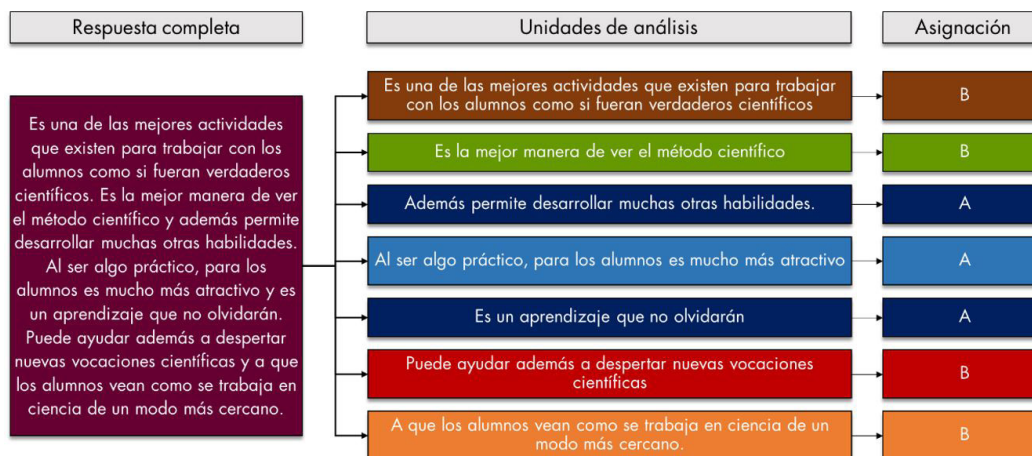 Respuesta completa
Unidades de análisis
Asignación
Es una de las mejores actividades
que existen para trabajar con los
alumnos como si fueran verdaderos
científicos. Es la mejor manera de ver
el método científico y además permite
desarrollar muchas otras habilidades.
Al ser algo práctico, para los
alumnos es mucho más atractivo y es
un aprendizaje que no olvidarán.
Puede ayudar además a despertar
nuevas vocaciones científicas y a que
los alumnos vean como se trabaja en
ciencia de un modo más cercano.
Es una de las mejores actividades que existen para trabajar
con los alumnos como si fueran verdaderos científicos
B
Es la mejor manera de ver el método científico
B
Además permite desarrollar muchas otras habilidades.
A
Al ser algo práctico, para los alumnos es mucho más atractivo
A
Es un aprendizaje que no olvidarán
A
Puede ayudar además a despertar nuevas vocaciones
científicas
B
A que los alumnos vean como se trabaja en ciencia de un
modo más cercano.
B